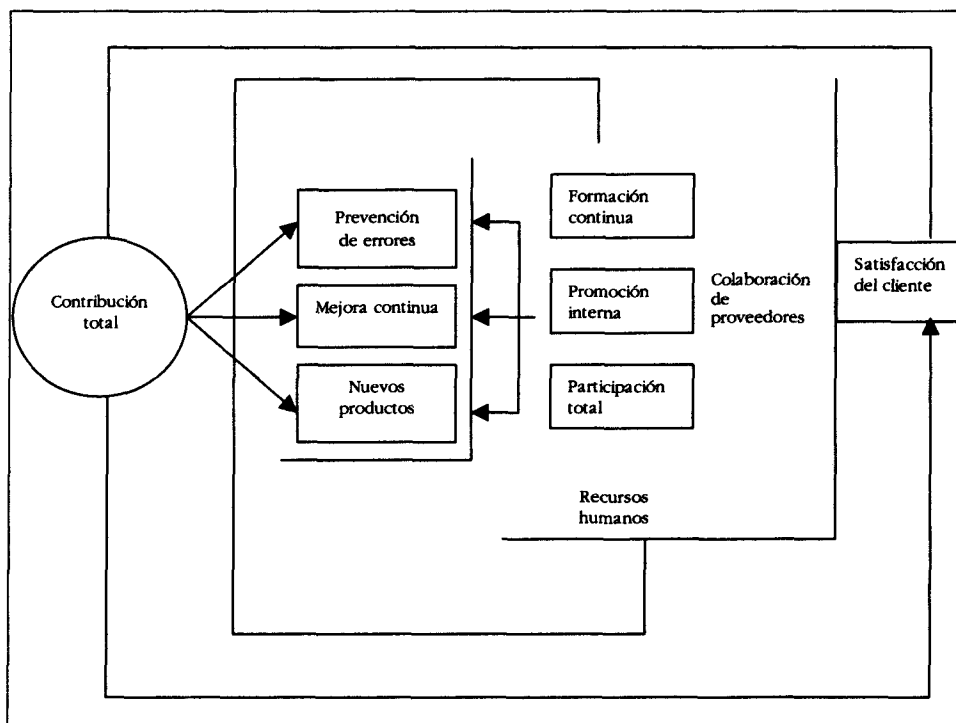 Contribución
total
Prevención
de errores
Mejora continua
Nuevos
productos
Formación
continua
Promoción
interna
Participación
total
Colaboración
de
proveedores
Recursos
humanos
Satisfacción
del cliente